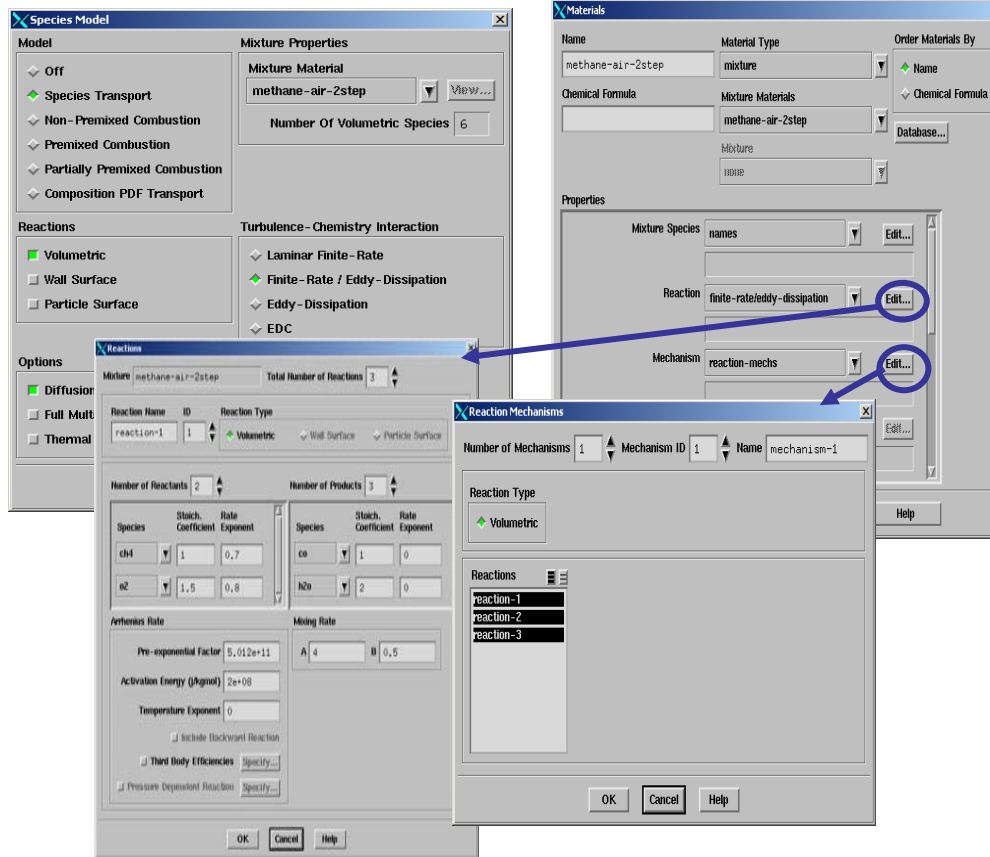 Species Model
Model
Off
Species Transport
Non-Premixed Combustion
Premixed Combustion
Partially Premixed Combustion
Composition PDF Transport
Mixture Properties
Mixture Material
methane-air-2step
View...
Number Of Volumetric Species 6
Reactions
Volumetric
Wall Surface
Particle Surface
Turbulence-Chemistry Interaction
Laminar Finite-Rate
Finite-Rate / Eddy-Dissipation
Eddy-Dissipation
EDC
Options
Diffusion
Full Mult
Thermal
Materials
Name
methane-air-2step
Chemical Formula
Material Type
mixture
Mixture Materials
methane-air-2step
Mixture
none
Order Materials By
Name
Chemical Formula
Database...
Properties
Mixture Species names Edit...
Reaction finite-rate/eddy-dissipation Edit...
Mechanism reaction-mechs Edit...
Edit...
Help
Reactions
Mixture methane-air-2step Total Number of Reactions 3
Reaction Name ID Reaction Type
reaction-1 1 Volumetric Wall Surface Particle Surface
Number of Reactants 2 Number of Products 3
Species Stoich. Coefficient Rate Exponent
ch4 1 0.7
o2 1.5 0.8
Species Stoich. Coefficient Rate Exponent
co 1 0
h2o 2 0
Arrhenius Rate
Pre-exponential Factor 5.012e+11
Activation Energy (j/kgmol) 2e+08
Temperature Exponent 0
Include Backward Reaction
Third Body Efficiencies Specify...
Pressure Dependent Reaction Specify...
Mixing Rate
A 4 B 0.5
OK Cancel Help
Reaction Mechanisms
Number of Mechanisms 1 Mechanism ID 1 Name mechanism-1
Reaction Type
Volumetric
Reactions
reaction-1
reaction-2
reaction-3
OK Cancel Help